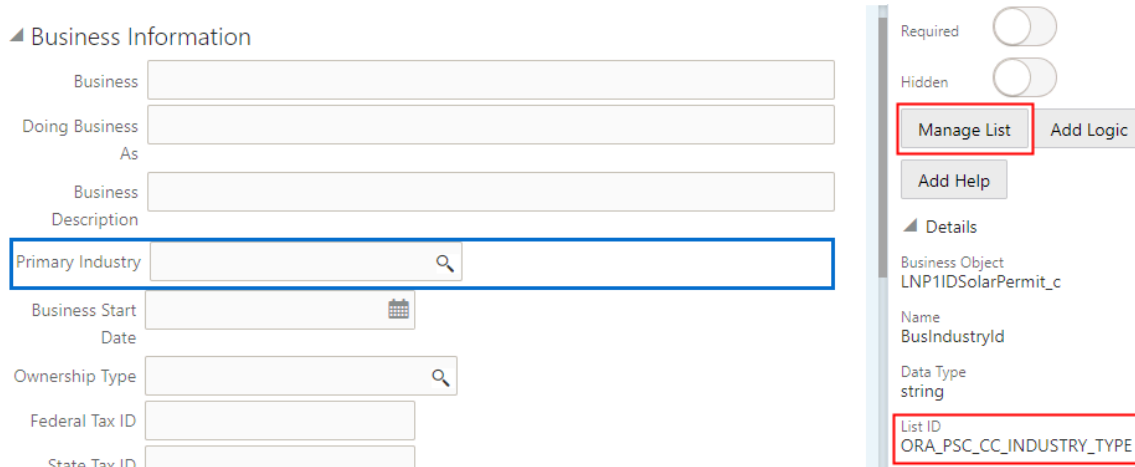 Business Information
Business
Doing Business
As
Business
Description
Primary Industry
Business Start
Date
Ownership Type
Federal Tax ID
State Tax ID
Required
Hidden
Manage List
Add Logic
Add Help
Details
Business Object
LNP1IDSolarPermit_c
Name
BusIndustryId
Data Type
string
List ID
ORA_PSC_CC_INDUSTRY_TYPE